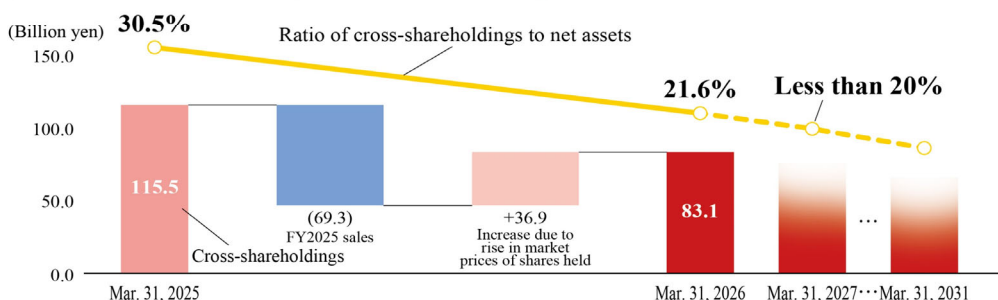 (Billion yen)
30.5%
Ratio of cross-shareholdings to net assets
150.0
21.6%
Less than 20%
100.0
115.5
50.0
(69.3)
FY2025 sales
+36.9
Increase due to
rise in market
prices of shares held
83.1
...
Cross-shareholdings
0.0
Mar. 31, 2025
Mar. 31, 2026
Mar. 31, 2027
...
Mar. 31, 2031